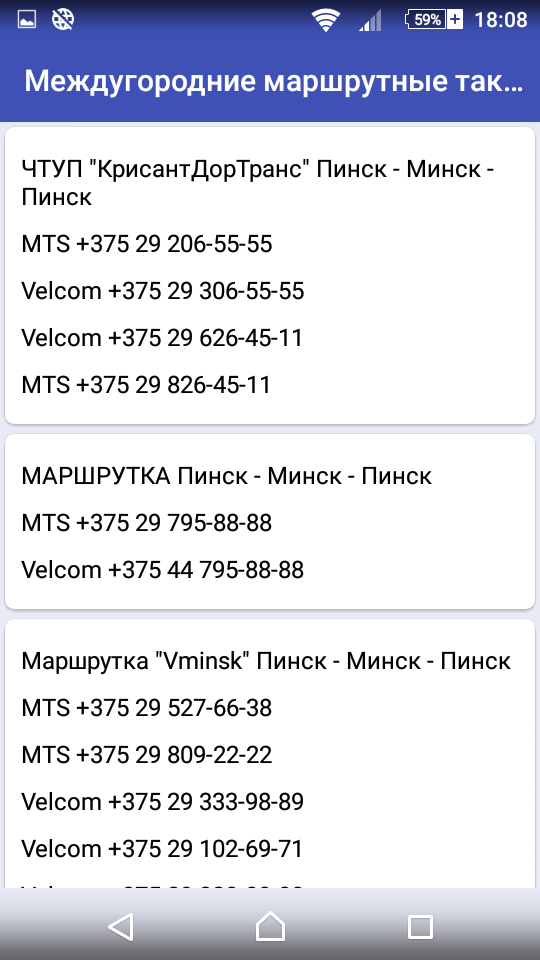 59%
18:08
Междугородние маршрутные так...
ЧТУП "КрисантДорТранс" Пинск - Минск -
Пинск
MTS +375 29 206-55-55
Velcom +375 29 306-55-55
Velcom +375 29 626-45-11
MTS +375 29 826-45-11
МАРШРУТКА Пинск - Минск - Пинск
MTS +375 29 795-88-88
Velcom +375 44 795-88-88
Маршрутка "Vminsk" Пинск - Минск - Пинск
MTS +375 29 527-66-38
MTS +375 29 809-22-22
Velcom +375 29 333-98-89
Velcom +375 29 102-69-71